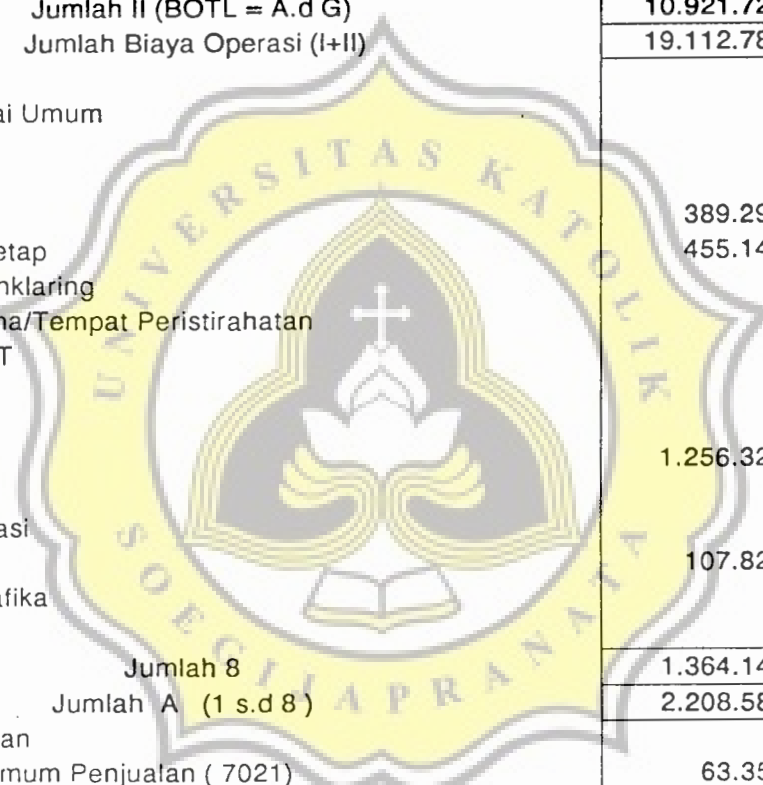 Jumlah II (BOTL = A.d G) 10.921.72
Jumlah Biaya Operasi (I+II) 19.112.78
ai Umum
389.29
etap 455.14
nklaring
na/Tempat Peristirahatan
T
1.256.32
asi
107.82
afika
Jumlah 8 1.364.14
Jumlah A (1 s.d 8 ) 2.208.58
an
mum Penjualan ( 7021) 63.35
UNIVERSITAS KATOLIK
SOEGIJAPRANATA